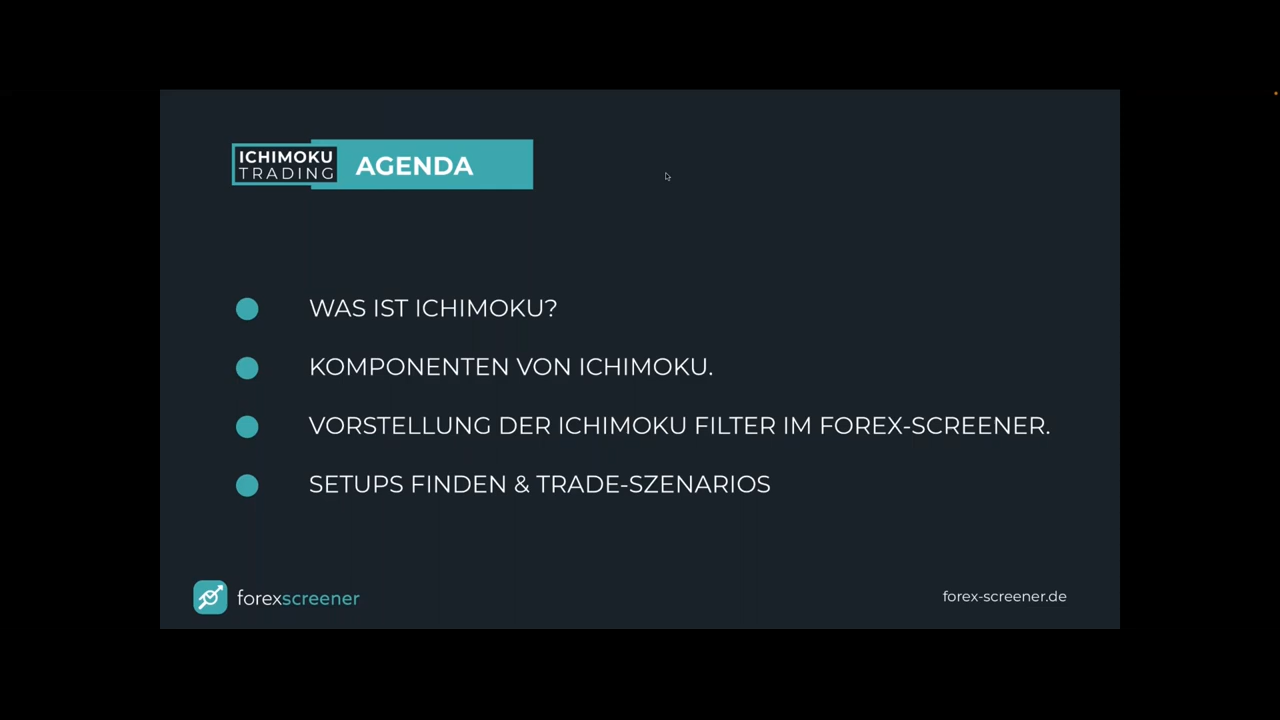 ICHIMOKU
TRADING
AGENDA
WAS IST ICHIMOKU?
KOMPONENTEN VON ICHIMOKU.
VORSTELLUNG DER ICHIMOKU FILTER IM FOREX-SCREENER.
SETUPS FINDEN & TRADE-SZENARIOS
forexscreener
forex-screener.de